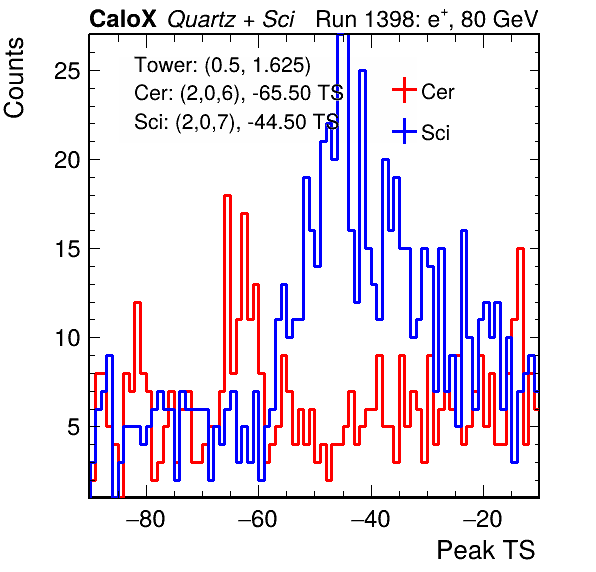 CaloX Quartz + Sci Run 1398: e+, 80 GeV
Counts
Tower: (0.5, 1.625)
Cer: (2,0,6), -65.50 TS
Sci: (2,0,7), -44.50 TS
Cer
Sci
25
20
15
10
5
−80 −60 −40 −20
Peak TS